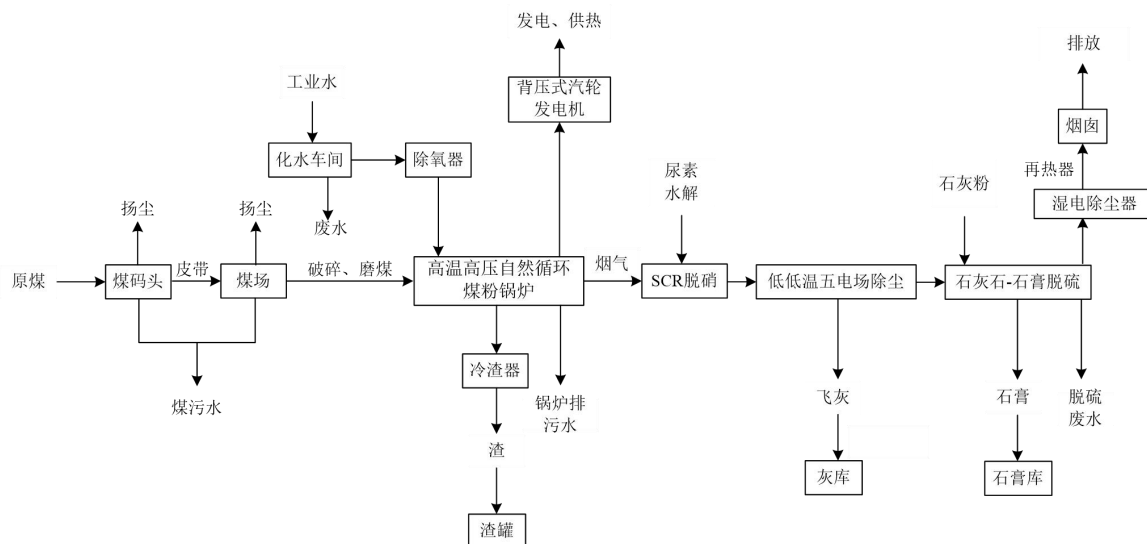 发电、供热
排放
工业水
背压式汽轮
发电机
烟囱
化水车间
除氧器
尿素
水解
石灰粉
再热器
湿电除尘器
扬尘
扬尘
废水
原煤
煤码头
皮带
煤场
破碎、磨煤
高温高压自然循环
煤粉锅炉
烟气
SCR脱硝
低低温五电场除尘
石灰石-石膏脱硫
煤污水
冷渣器
锅炉排
污水
飞灰
石膏
脱硫
废水
渣
灰库
石膏库
渣罐